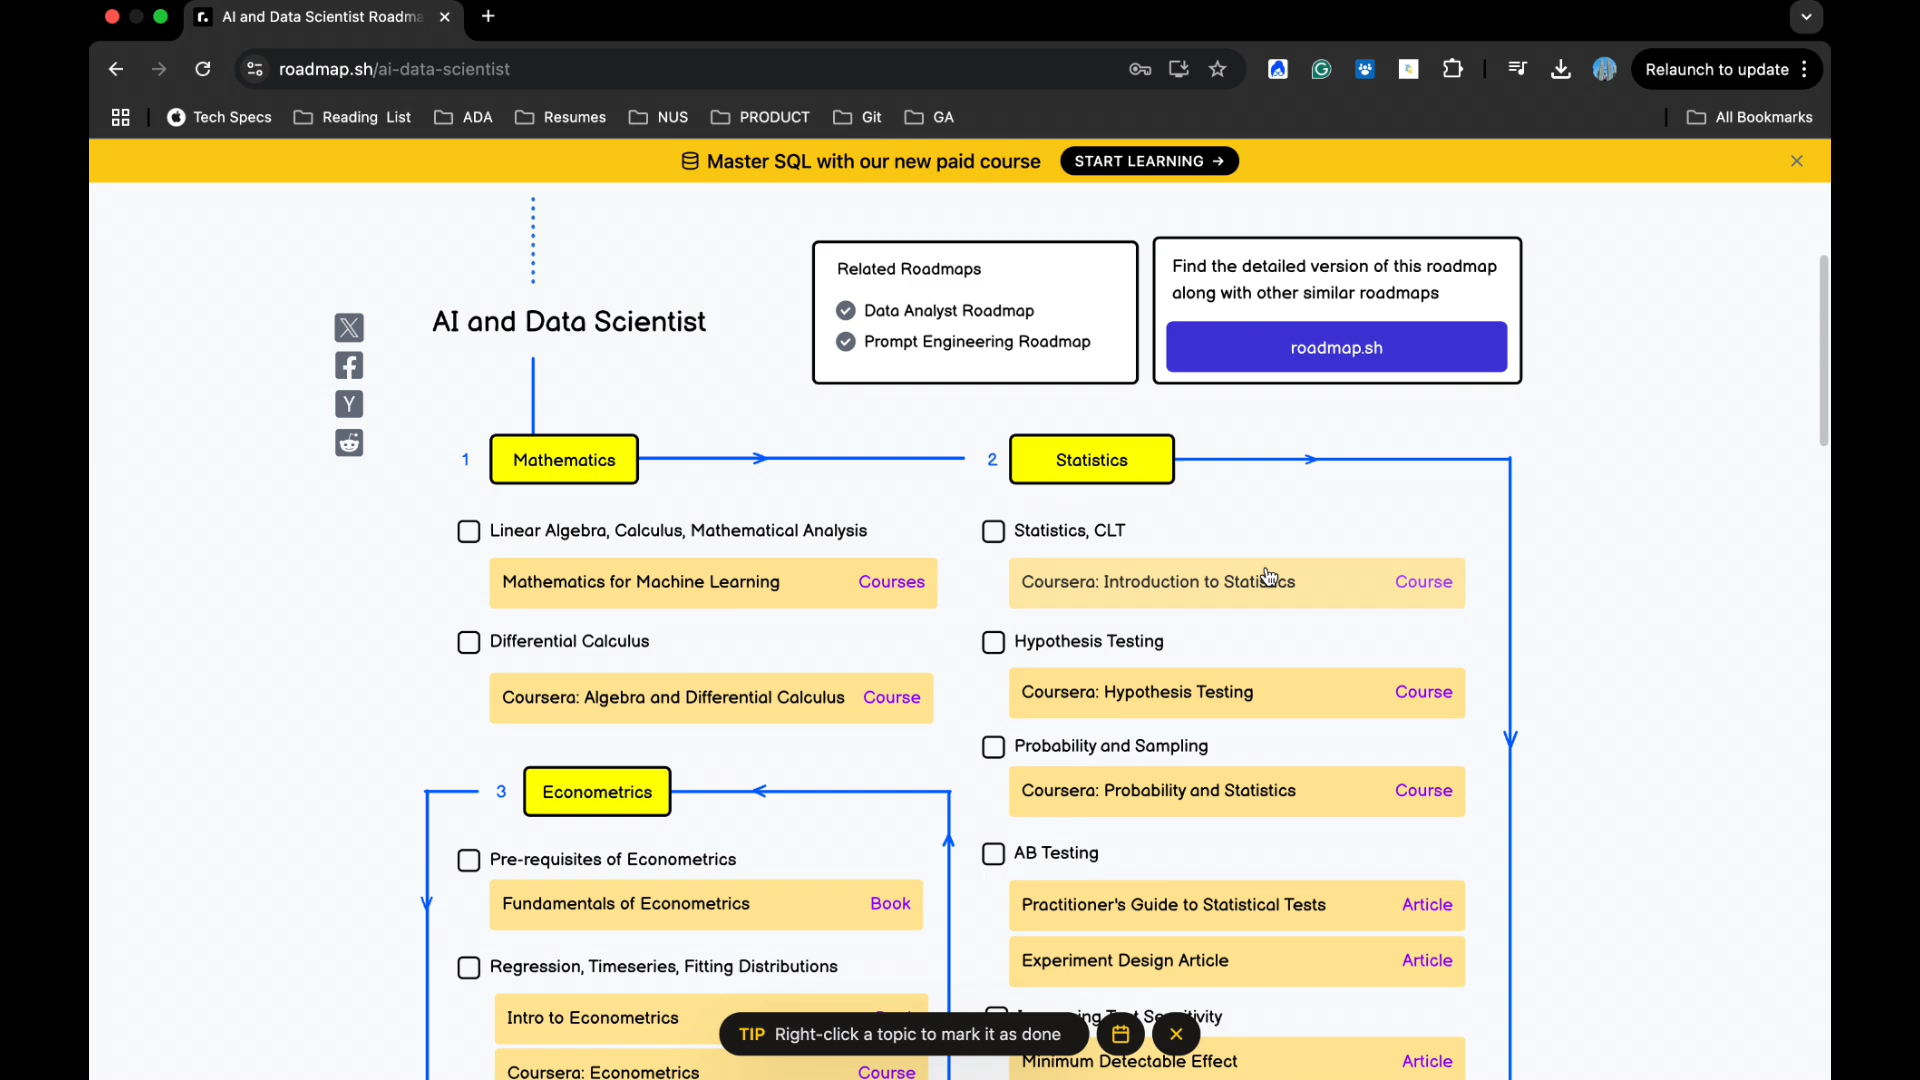 AI and Data Scientist Roadma
roadmap.sh/ai-data-scientist
Relaunch to update
Tech Specs
Reading List
ADA
Resumes
NUS
PRODUCT
Git
GA
All Bookmarks
Master SQL with our new paid course
START LEARNING →
AI and Data Scientist
Related Roadmaps
Data Analyst Roadmap
Prompt Engineering Roadmap
Find the detailed version of this roadmap
along with other similar roadmaps
roadmap.sh
1 Mathematics
Linear Algebra, Calculus, Mathematical Analysis
Mathematics for Machine Learning Courses
Differential Calculus
Coursera: Algebra and Differential Calculus Course
2 Statistics
Statistics, CLT
Coursera: Introduction to Statistics Course
Hypothesis Testing
Coursera: Hypothesis Testing Course
Probability and Sampling
Coursera: Probability and Statistics Course
AB Testing
Practitioner's Guide to Statistical Tests Article
Experiment Design Article Article
Minimum Detectable Effect Article
3 Econometrics
Pre-requisites of Econometrics
Fundamentals of Econometrics Book
Regression, Timeseries, Fitting Distributions
Intro to Econometrics
Coursera: Econometrics Course
TIP Right-click a topic to mark it as done